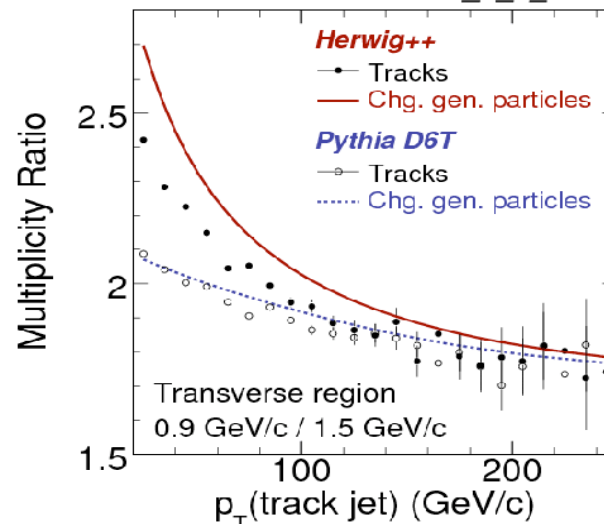 Multiplicity Ratio
2.5
2
1.5
Herwig++
Tracks
Chg. gen. particles
Pythia D6T
Tracks
Chg. gen. particles
Transverse region
0.9 GeV/c / 1.5 GeV/c
100
200
p_T(track jet) (GeV/c)